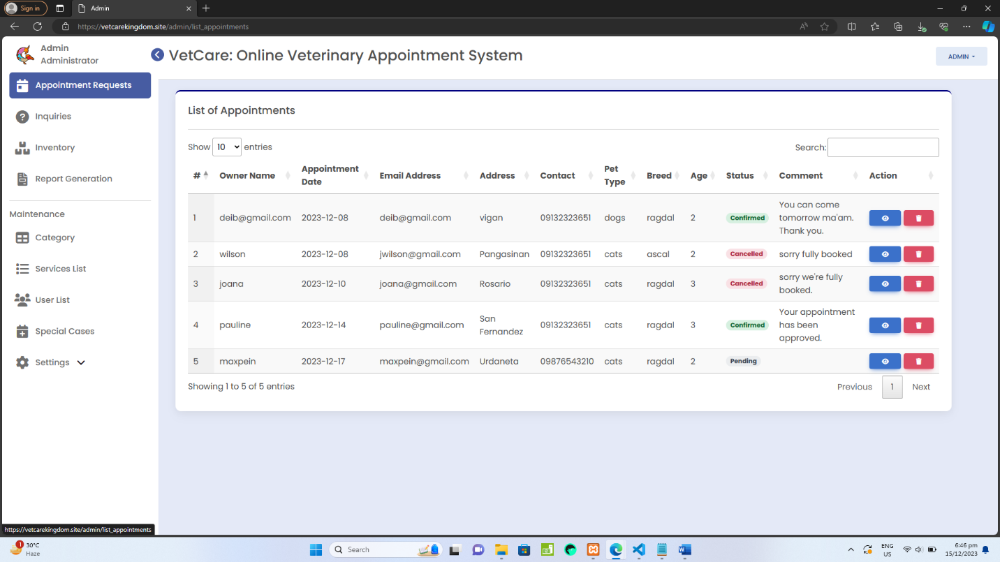 Sign in
Admin
https://vetcarekingdom.site/admin/list_appointments
Admin
Administrator
VetCare: Online Veterinary Appointment System
ADMIN
Appointment Requests
Inquiries
Inventory
Report Generation
Maintenance
Category
Services List
User List
Special Cases
Settings
List of Appointments
Show 10 entries
Search:
# Owner Name Appointment Date Email Address Address Contact Pet Type Breed Age Status Comment Action
1 deib@gmail.com 2023-12-08 deib@gmail.com vigan 09132323651 dogs ragdal 2 Confirmed You can come tomorrow ma'am. Thank you.
2 wilson 2023-12-08 jwilson@gmail.com Pangasinan 09132323651 cats ascal 2 Cancelled sorry fully booked
3 joana 2023-12-10 joana@gmail.com Rosario 09132323651 cats ragdal 3 Cancelled sorry we're fully booked.
4 pauline 2023-12-14 pauline@gmail.com San Fernandez 09132323651 cats ragdal 3 Confirmed Your appointment has been approved.
5 maxpein 2023-12-17 maxpein@gmail.com Urdaneta 09876543210 cats ragdal 2 Pending
Showing 1 to 5 of 5 entries
Previous 1 Next
https://vetcarekingdom.site/admin/list_appointments
1
30°C
Haze
Search
ENG
US
6:46 pm
15/12/2023